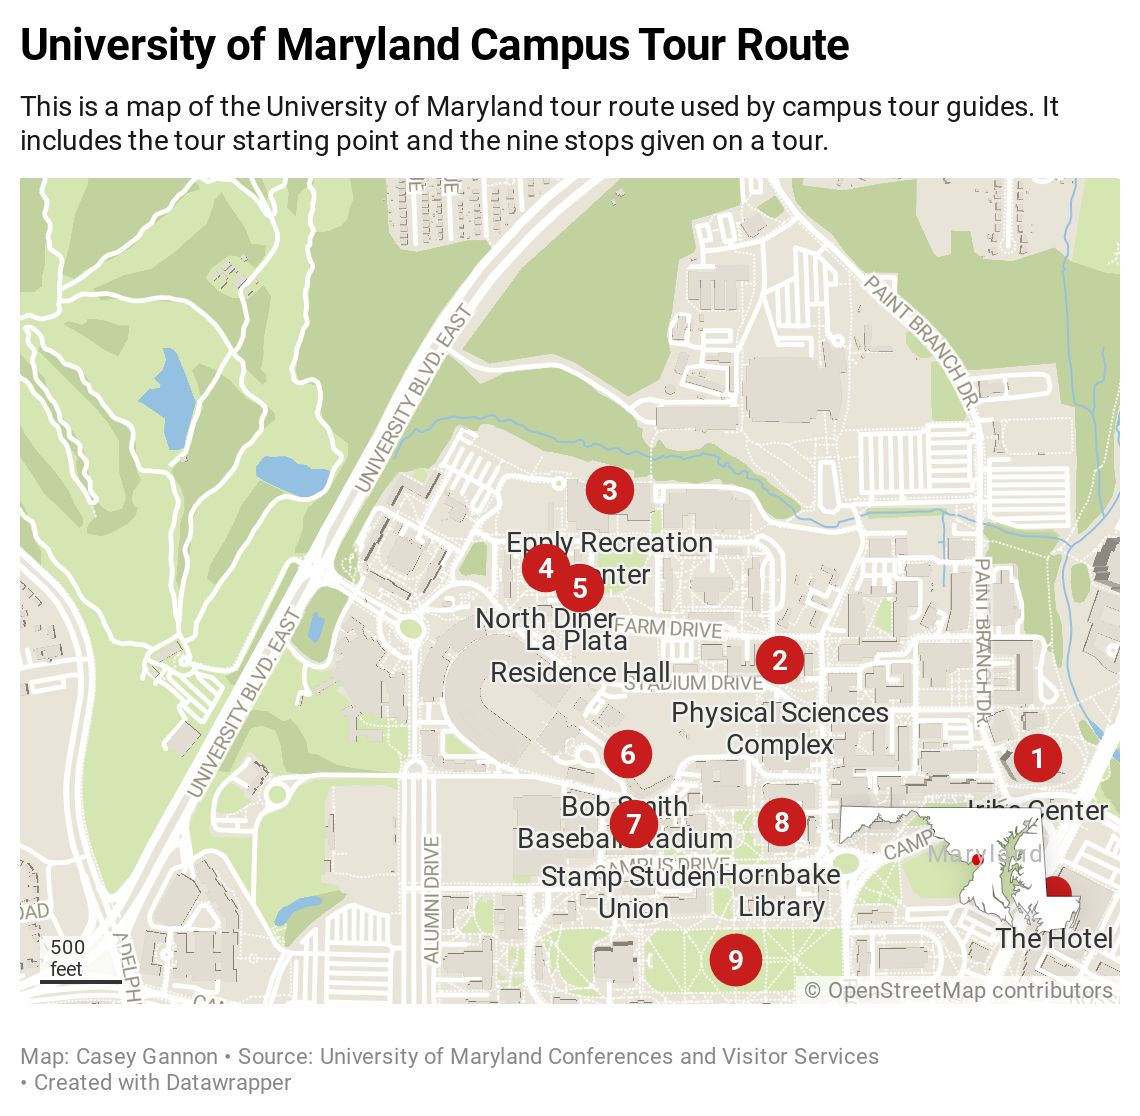 University of Maryland Campus Tour Route
This is a map of the University of Maryland tour route used by campus tour guides. It
includes the tour starting point and the nine stops given on a tour.
UE
UE
PAINT BRANCH DR.
UNIVERSITY BLVD. EAST
3
Epply Recreation
nter
4
5
North Diner
FARM DRIVE
La Plata
Residence Hall
2
STADIUM DRIVE
PAINT BRANCH DR.
UNIVERSITY BLVD. EAST
Physical Sciences
Complex
6
1
Bob Smith
Baseball Stadium
7
8
Iribe Center
AMPUS DRIVE
CAMP
Maryland
ALUMNI DRIVE
Stamp Studen
Union
Hornbake
Library
OAD
The Hotel
ADELPH
500
feet
9
© OpenStreetMap contributors
Map: Casey Gannon • Source: University of Maryland Conferences and Visitor Services
• Created with Datawrapper